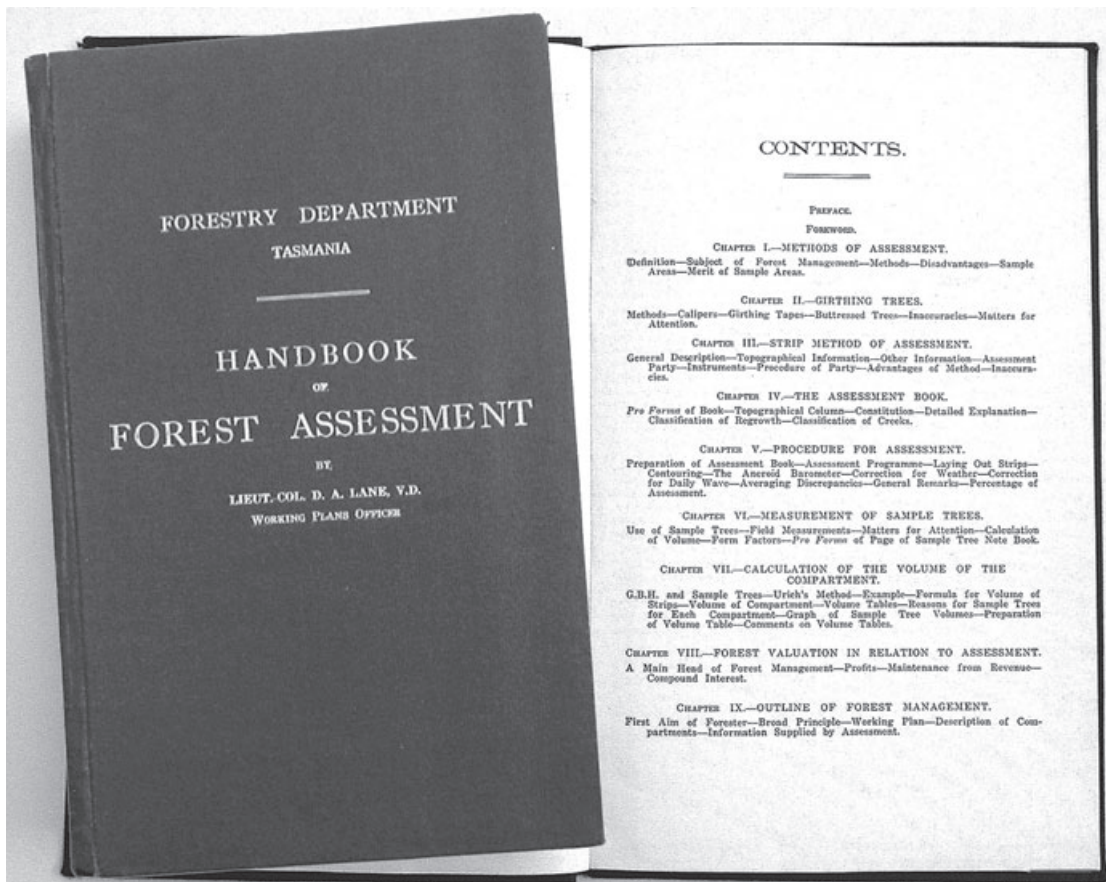 FORESTRY DEPARTMENT
TASMANIA
HANDBOOK
OF
FOREST ASSESSMENT
BY
LIEUT. COL. D. A. LANE, V.D.
WORKING PLANS OFFICER
CONTENTS.
PREFACE.
FOREWORD.
CHAPTER I.—METHODS OF ASSESSMENT.
Definition—Subject of Forest Management—Methods—Disadvantages—Sample
Areas—Merit of Sample Areas.
CHAPTER II.—GIRTHING TREES.
Methods—Calipers—Girthing Tapes—Buttressed Trees—Inaccuracies—Matters for
Attention.
CHAPTER III.—STRIP METHOD OF ASSESSMENT.
General Description—Topographical Information—Other Information—Assessment
Party—Instruments—Procedure of Party—Advantages of Method—Inaccura-
cies.
CHAPTER IV.—THE ASSESSMENT BOOK.
Pro Forma of Book—Topographical Column—Constitution—Detailed Explanation—
Classification of Regrowth—Classification of Creeks.
CHAPTER V.—PROCEDURE FOR ASSESSMENT.
Preparation of Assessment Book—Assessment Programme—Laying Out Strips—
Contouring—The Aneroid Barometer—Correction for Weather—Correction
for Daily Wave—Averaging Discrepancies—General Remarks—Percentage of
Assessment.
CHAPTER VI.—MEASUREMENT OF SAMPLE TREES.
Use of Sample Trees—Field Measurements—Matters for Attention—Calculation
of Volume—Form Factors—Pro Forma of Page of Sample Tree Note Book.
CHAPTER VII.—CALCULATION OF THE VOLUME OF THE
COMPARTMENT.
G.B.H. and Sample Trees—Urich's Method—Example—Formula for Volume of
Strips—Volume of Compartment—Volume Tables—Reasons for Sample Trees
for Each Compartment—Graph of Sample Tree Volumes—Preparation
of Volume Table—Comments on Volume Tables.
CHAPTER VIII.—FOREST VALUATION IN RELATION TO ASSESSMENT.
A Main Head of Forest Management—Profits—Maintenance from Revenue—
Compound Interest.
CHAPTER IX.—OUTLINE OF FOREST MANAGEMENT.
First Aim of Forester—Broad Principle—Working Plan—Description of Com-
partments—Information Supplied by Assessment.